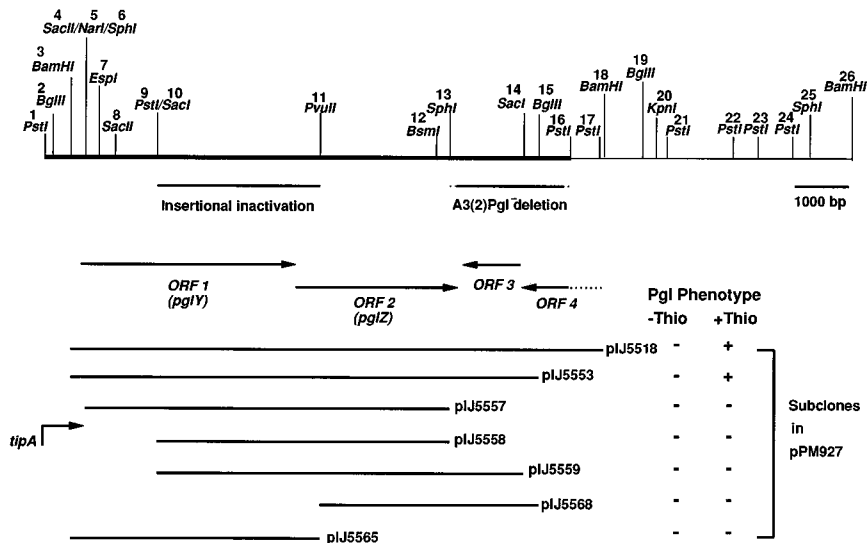 4 5 6
SacII/NarI/SphI
3
BamHI
2
BglII
1
PstI
7
EspI
8
SacII
9 10
PstI/SacI
11
PvuII
12
BsmI
13
SphI
14
SacI
15
BglII
16
PstI
17
PstI
18
BamHI
19
BglII
20
KpnI
21
PstI
22
PstI
23
PstI
24
PstI
25
SphI
26
BamHI
Insertional inactivation
A3(2)Pgl⁻deletion
1000 bp
ORF 1
(pglY)
ORF 2
(pglZ)
ORF 3
ORF 4
Pgl Phenotype
-Thio +Thio
pIJ5518 - +
pIJ5553 - +
pIJ5557 - -
tipA
pIJ5558 - -
pIJ5559 - -
pIJ5568 - -
pIJ5565 - -
Subclones
in
pPM927